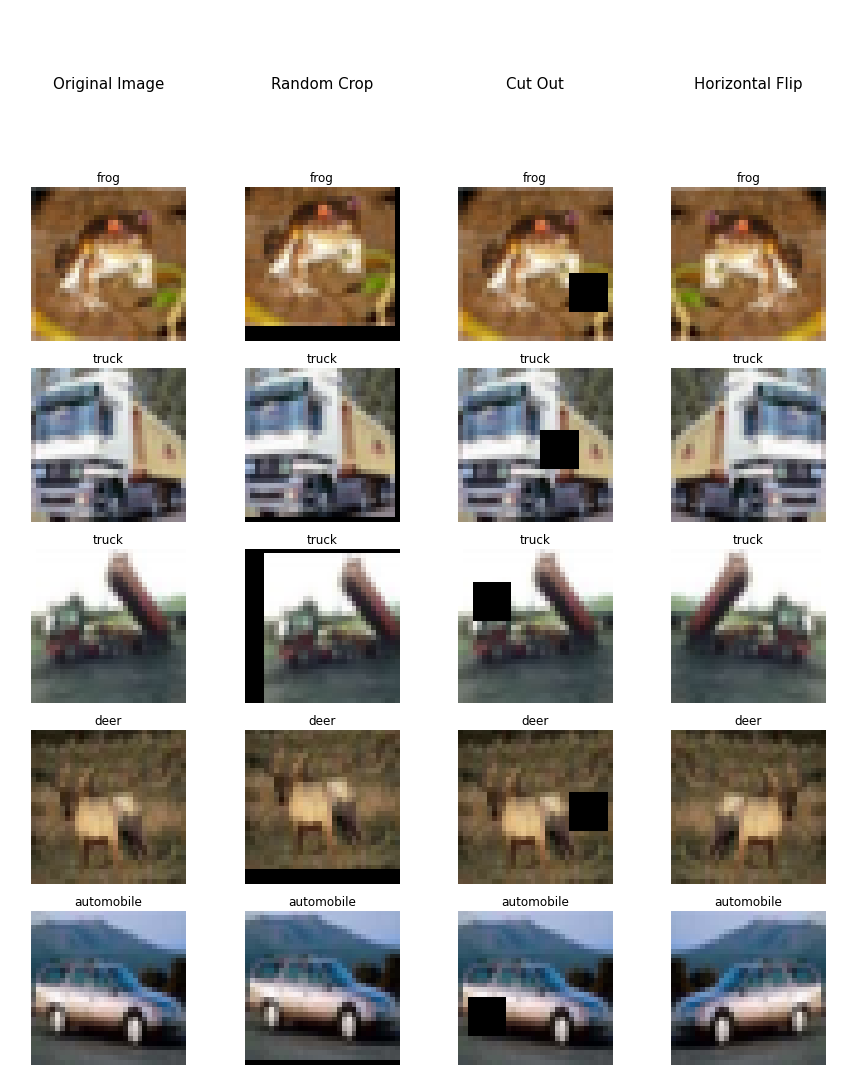 Original Image Random Crop Cut Out Horizontal Flip
frog frog frog frog
truck truck truck truck
truck truck truck truck
deer deer deer deer
automobile automobile automobile automobile